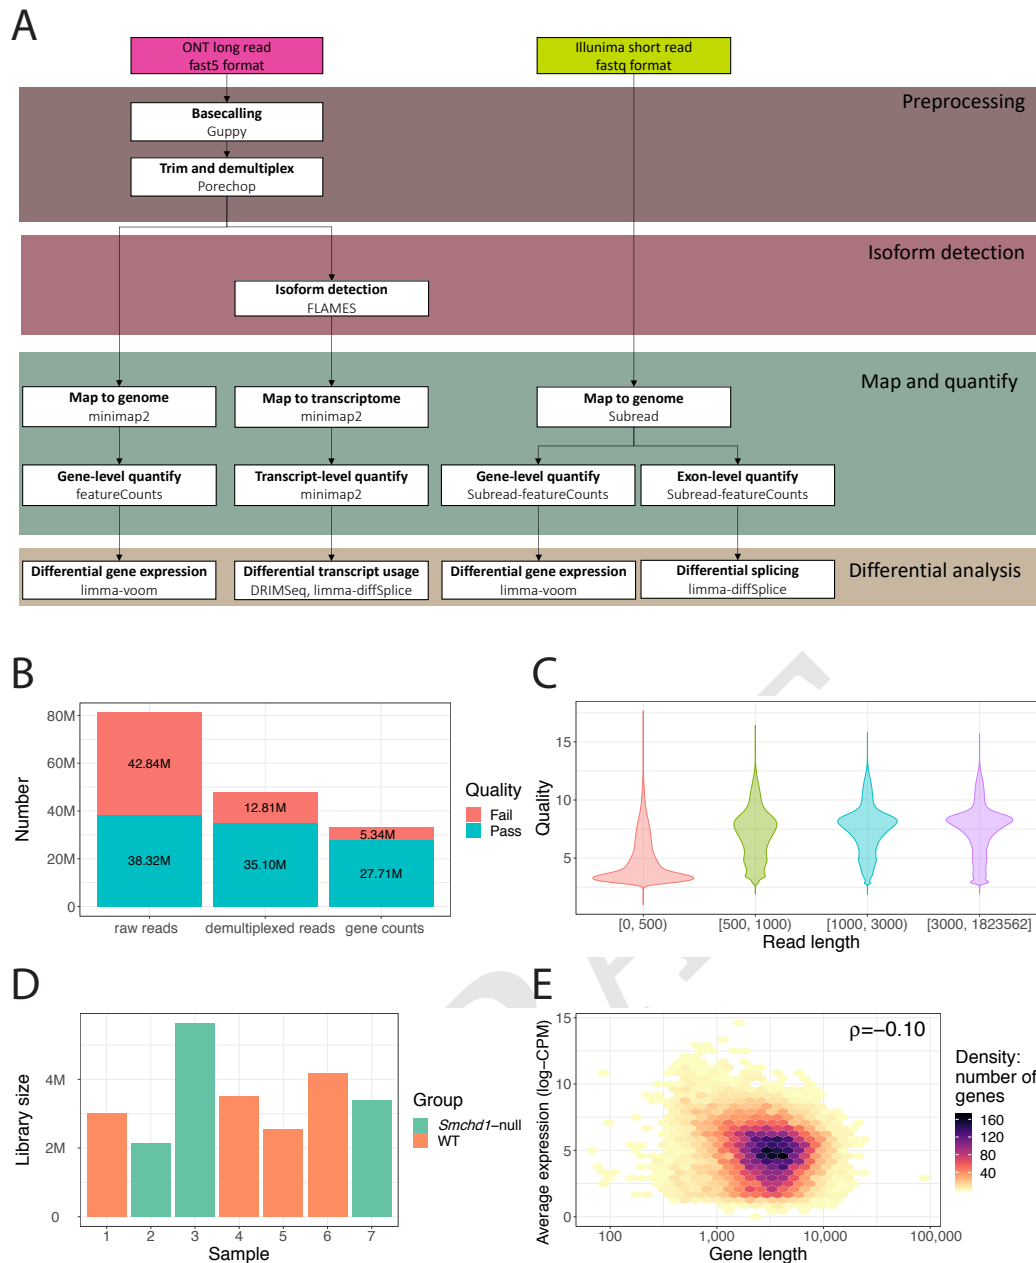 A
ONT long read
fast5 format
Illunima short read
fastq format
Preprocessing
Basecalling
Guppy
Trim and demultiplex
Porechop
Isoform detection
Isoform detection
FLAMES
Map and quantify
Map to genome
minimap2
Map to transcriptome
minimap2
Map to genome
Subread
Gene-level quantify
featureCounts
Transcript-level quantify
minimap2
Gene-level quantify
Subread-featureCounts
Exon-level quantify
Subread-featureCounts
Differential analysis
Differential gene expression
limma-voom
Differential transcript usage
DRIMSeq, limma-diffSplice
Differential gene expression
limma-voom
Differential splicing
limma-diffSplice
B
Number
80M
60M
40M
20M
0
42.84M
38.32M
12.81M
35.10M
5.34M
27.71M
raw reads demultiplexed reads gene counts
Quality
Fail
Pass
C
Quality
15
10
5
[0, 500) [500, 1000) [1000, 3000) [3000, 1823562]
Read length
D
Library size
4M
2M
0
1 2 3 4 5 6 7
Sample
Group
Smchd1−null
WT
E
Average expression (log−CPM)
15
10
5
0
ρ=−0.10
100 1,000 10,000 100,000
Gene length
Density:
number of
genes
160
120
80
40